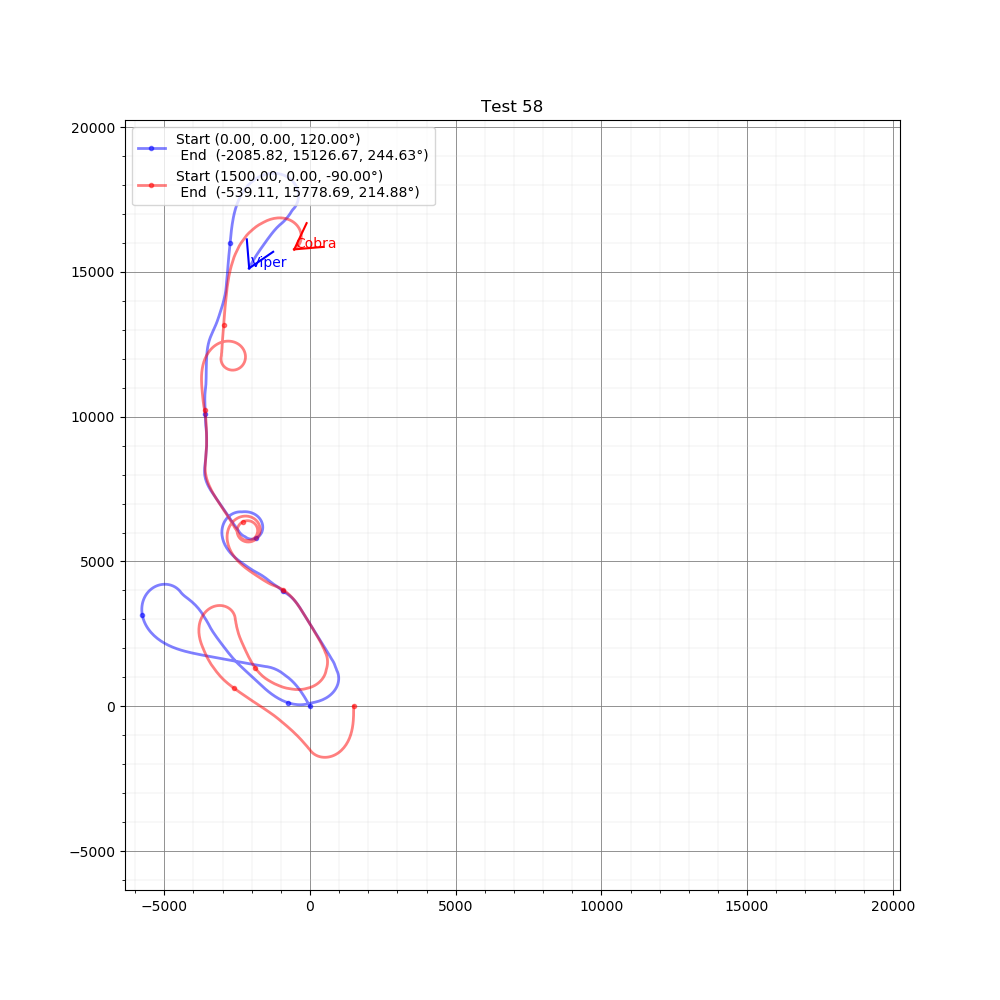 Test 58
Start (0.00, 0.00, 120.00°)
End (-2085.82, 15126.67, 244.63°)
Start (1500.00, 0.00, -90.00°)
End (-539.11, 15778.69, 214.88°)
Cobra
Viper
20000
15000
10000
5000
0
−5000
−5000 0 5000 10000 15000 20000